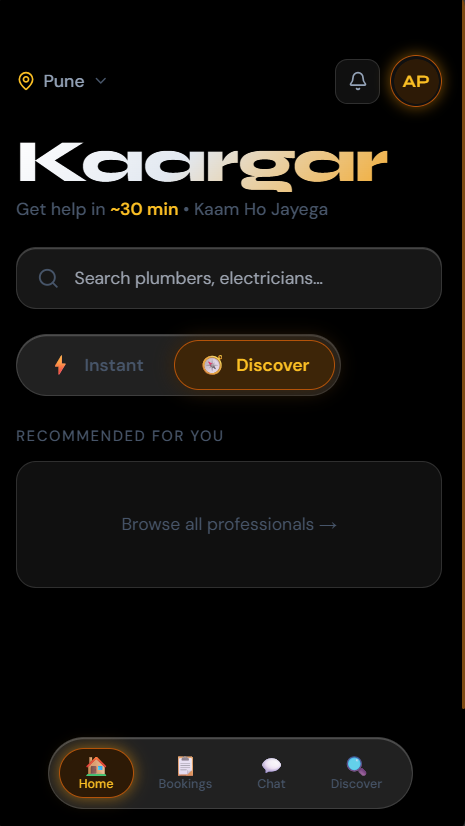 Pune
AP
Kaargar
Get help in ~30 min • Kaam Ho Jayega
Search plumbers, electricians...
Instant
Discover
RECOMMENDED FOR YOU
Browse all professionals →
Home
Bookings
Chat
Discover